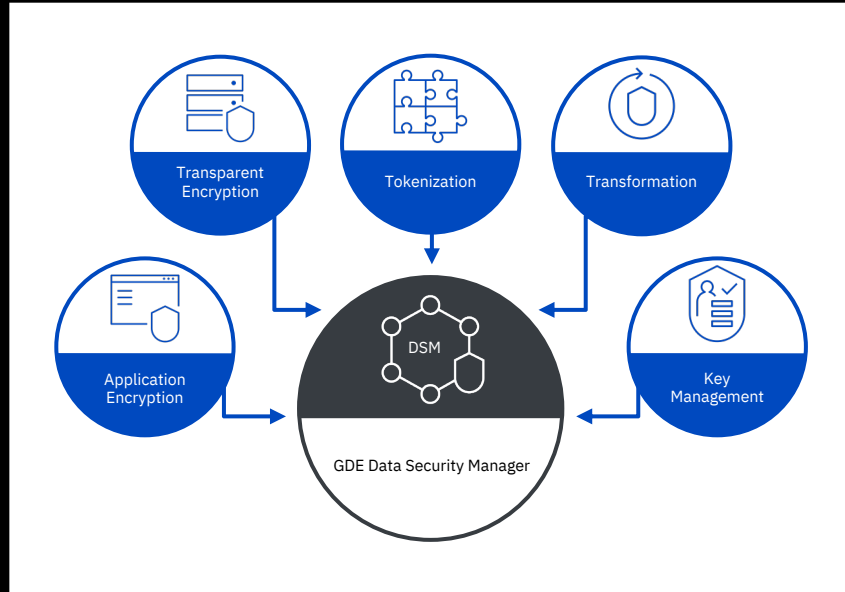 Transparent
Encryption
Tokenization
Transformation
Application
Encryption
DSM
Key
Management
GDE Data Security Manager